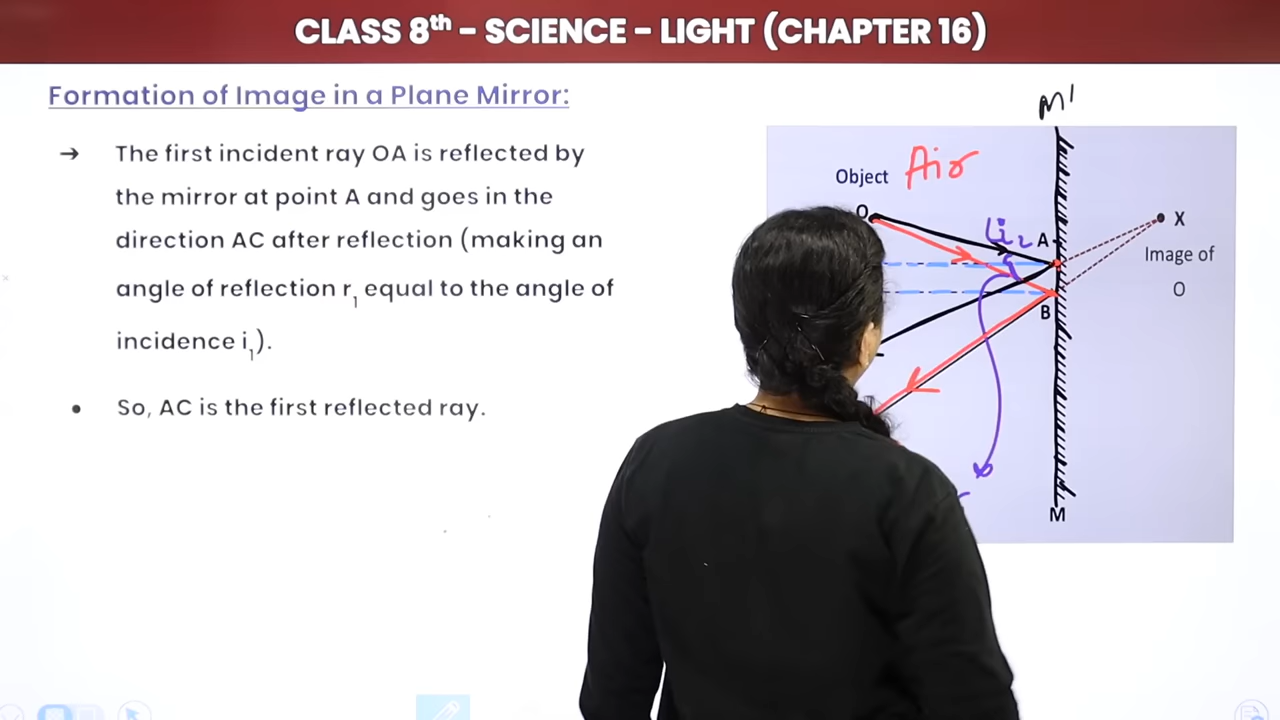 CLASS 8th – SCIENCE – LIGHT (CHAPTER 16)
Formation of Image in a Plane Mirror:
→ The first incident ray OA is reflected by
the mirror at point A and goes in the
direction AC after reflection (making an
angle of reflection r1 equal to the angle of
incidence i1).
• So, AC is the first reflected ray.
M'
Air
Object
O
i2
A
X
Image of
O
B
M